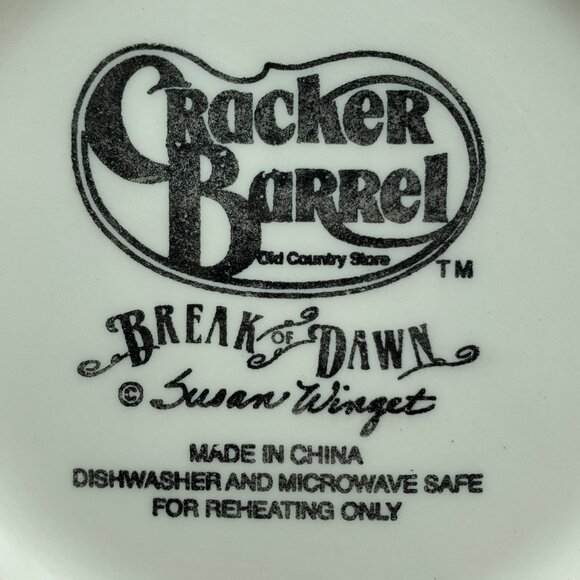 Cracker
Barrel
Old Country Store
TM
BREAK OF DAWN
© Susan Winget
MADE IN CHINA
DISHWASHER AND MICROWAVE SAFE
FOR REHEATING ONLY